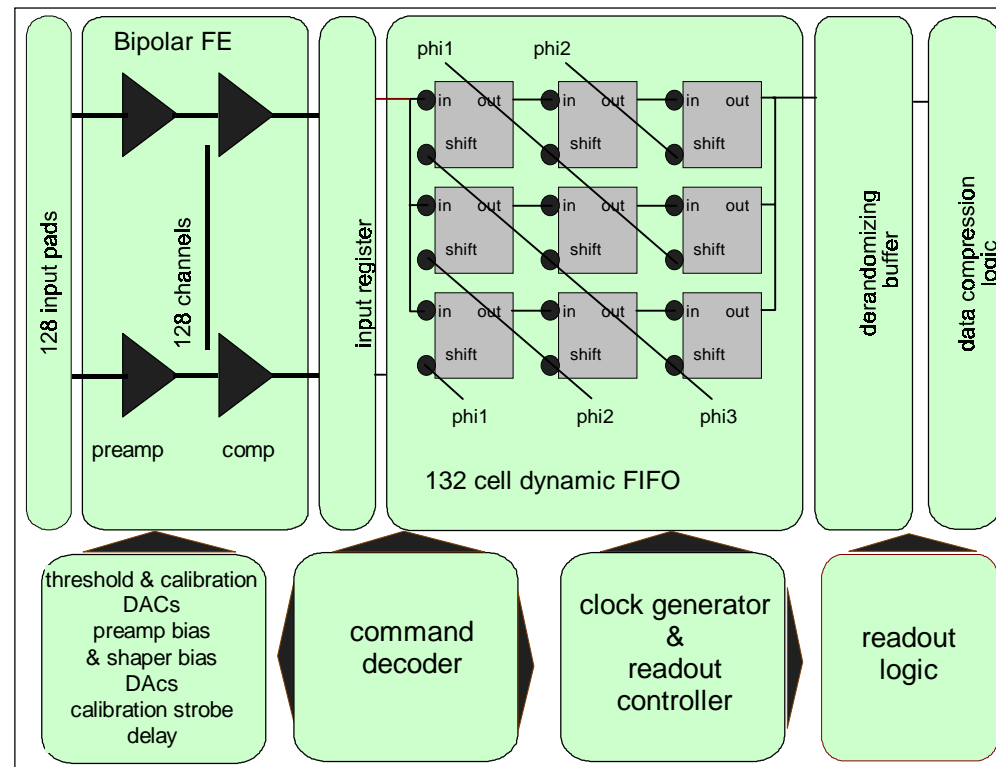 Bipolar FE
128 input pads
128 channels
preamp
comp
input register
phi1
phi2
in out
in out
in out
shift
shift
shift
in out
in out
in out
shift
shift
shift
in out
in out
in out
shift
shift
shift
phi1
phi2
phi3
132 cell dynamic FIFO
derandomizing
buffer
data compression
logic
threshold & calibration
DACs
preamp bias
& shaper bias
DAcs
calibration strobe
delay
command
decoder
clock generator
&
readout
controller
readout
logic